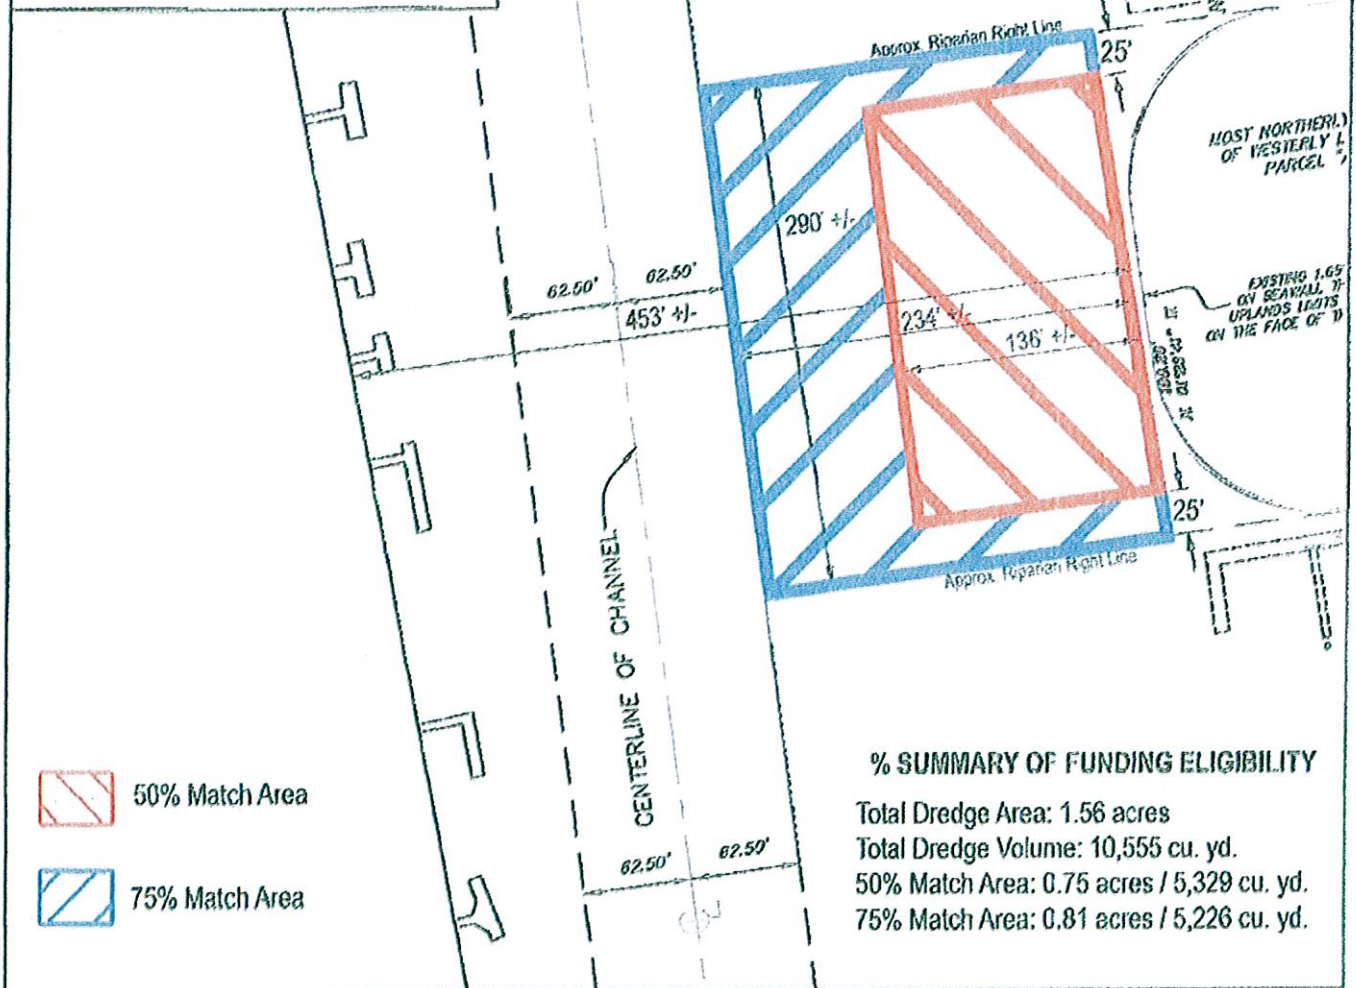 Approx. Riparian Right Line
25'
MOST NORTHERLY
OF WESTERLY L
PARCEL
290' +/-
62.50'
62.50'
453' +/-
234' +/-
136' +/-
EXISTING 1.65'
ON SEAWALL, T
UPLANDS LIMITS
ON THE FACE OF T
25'
Approx. Riparian Right Line
CENTERLINE OF CHANNEL
62.50'
62.50'
50% Match Area
75% Match Area
% SUMMARY OF FUNDING ELIGIBILITY
Total Dredge Area: 1.56 acres
Total Dredge Volume: 10,555 cu. yd.
50% Match Area: 0.75 acres / 5,329 cu. yd.
75% Match Area: 0.81 acres / 5,226 cu. yd.